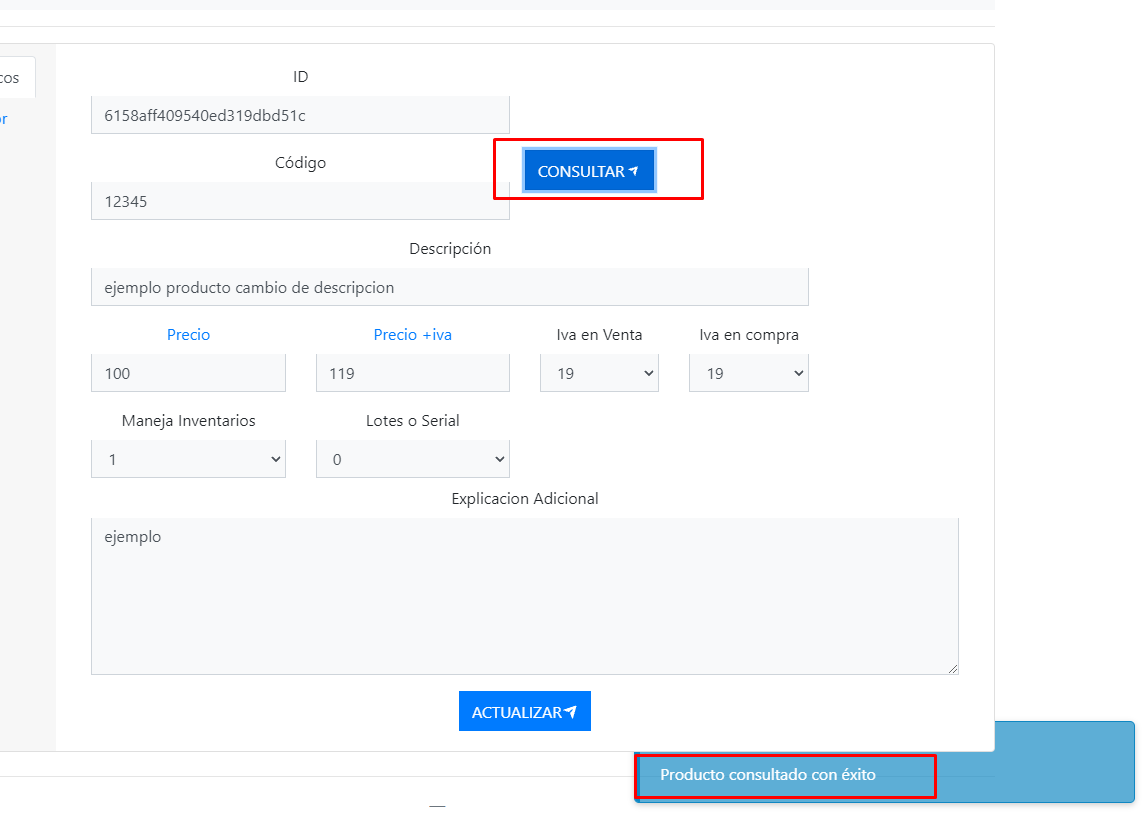 cos
or
ID
6158aff409540ed319dbd51c
Código
CONSULTAR
12345
Descripción
ejemplo producto cambio de descripcion
Precio Precio +iva Iva en Venta Iva en compra
100 119 19 19
Maneja Inventarios Lotes o Serial
1 0
Explicacion Adicional
ejemplo
ACTUALIZAR
Producto consultado con éxito